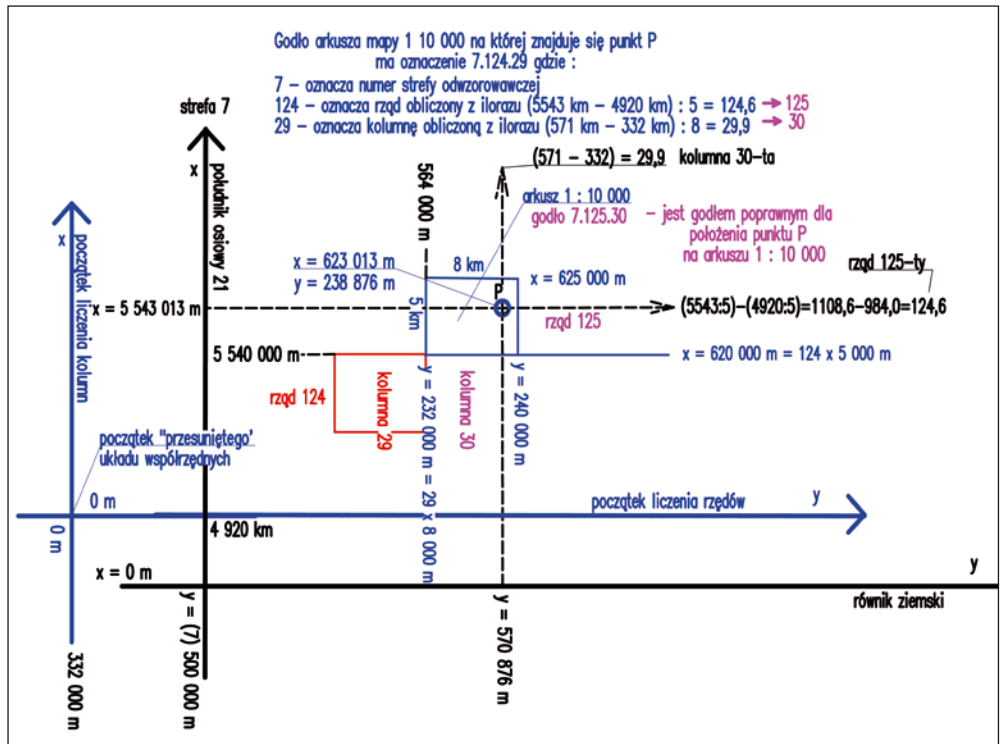 Godło arkusza mapy 1 10 000 na której znajduje się punkt P
ma oznaczenie 7.124.29 gdzie :
7 – oznacza numer strefy odwzorowawczej
124 – oznacza rząd obliczony z ilorazu (5543 km – 4920 km) : 5 = 124,6 → 125
29 – oznacza kolumnę obliczoną z ilorazu (571 km – 332 km) : 8 = 29,9 → 30
strefa 7
x
południk osiowy 21
564 000 m
(571 – 332) = 29,9 kolumna 30-ta
arkusz 1 : 10 000
godło 7.125.30 – jest godłem poprawnym dla
położenia punktu P
na arkuszu 1 : 10 000
rząd 125-ty
x
początek liczenia kolumn
x = 623 013 m
y = 238 876 m
8 km
x = 625 000 m
P
5 km
x = 5 543 013 m
rząd 125
(5543:5)–(4920:5)=1108,6–984,0=124,6
5 540 000 m
x = 620 000 m = 124 x 5 000 m
rząd 124
kolumna 29
y = 232 000 m = 29 x 8 000 m
kolumna 30
y = 240 000 m
początek "przesuniętego'
układu współrzędnych
0 m
0 m
początek liczenia rzędów
y
4 920 km
x = 0 m
y
równik ziemski
332 000 m
y = (7) 500 000 m
y = 570 876 m